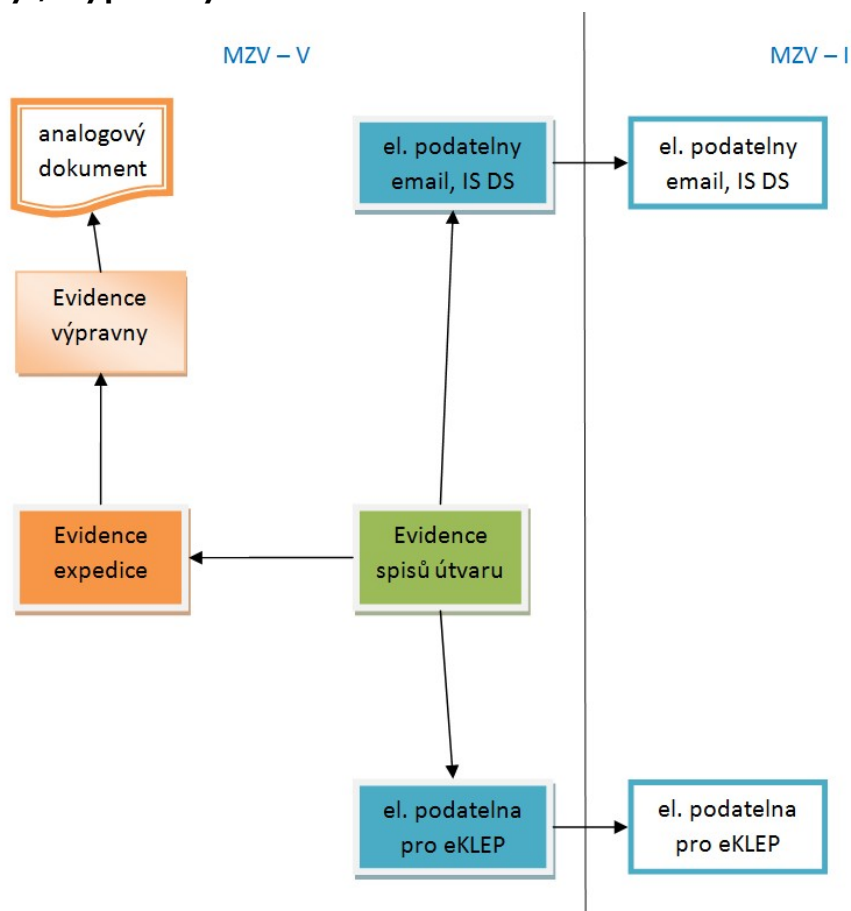 MZV – V
MZV – I
analogový
dokument
el. podatelny
email, IS DS
el. podatelny
email, IS DS
Evidence
výpravny
Evidence
expedice
Evidence
spisů útvaru
el. podatelna
pro eKLEP
el. podatelna
pro eKLEP